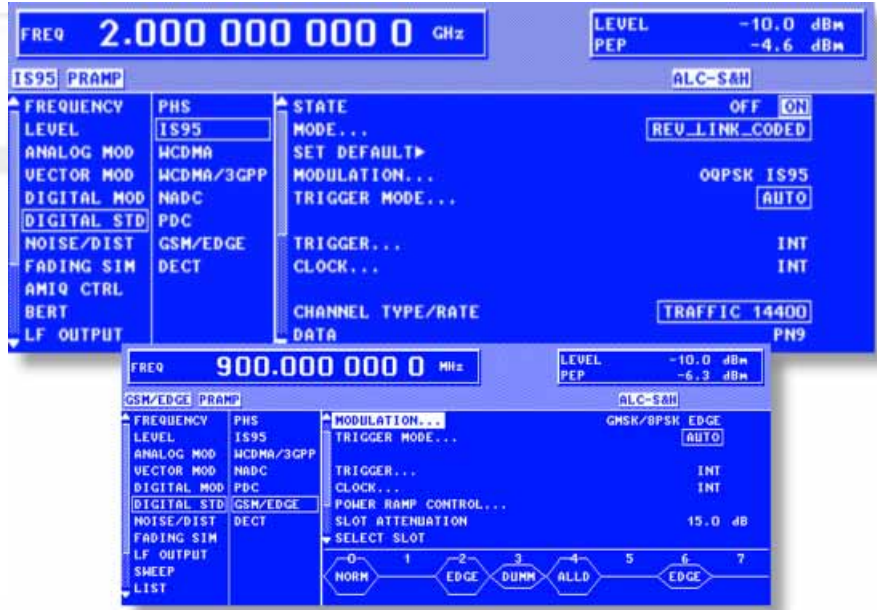 FREQ 2.000 000 000 0 GHz LEVEL -10.0 dBm
PEP -4.6 dBm
IS95 PRAMP ALC-S&H
FREQUENCY PHS STATE OFF ON
LEVEL IS95 MODE... REV_LINK_CODED
ANALOG MOD WCDMA SET DEFAULT▶
VECTOR MOD WCDMA/3GPP MODULATION... OQPSK IS95
DIGITAL MOD NADC TRIGGER MODE... AUTO
DIGITAL STD PDC
NOISE/DIST GSM/EDGE TRIGGER... INT
FADING SIM DECT CLOCK... INT
AMIQ CTRL
BERT CHANNEL TYPE/RATE TRAFFIC 14400
LF OUTPUT DATA PN9
FREQ 900.000 000 0 MHz LEVEL -10.0 dBm
PEP -6.3 dBm
GSM/EDGE PRAMP ALC-S&H
FREQUENCY PHS MODULATION... GMSK/8PSK EDGE
LEVEL IS95 TRIGGER MODE... AUTO
ANALOG MOD WCDMA/3GPP
VECTOR MOD NADC TRIGGER... INT
DIGITAL MOD PDC CLOCK... INT
DIGITAL STD GSM/EDGE POWER RAMP CONTROL...
NOISE/DIST DECT SLOT ATTENUATION 15.0 dB
FADING SIM SELECT SLOT
LF OUTPUT 0 1 2 3 4 5 6 7
SWEEP NORM EDGE DUMM ALLD EDGE
LIST